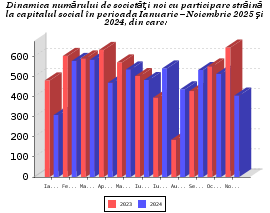 Dinamica numărului de societăţi noi cu participare străină
la capitalul social în perioada Ianuarie – Noiembrie 2025 şi
2024, din care:
600
500
400
300
200
100
0
Ia... Fe... Ma... Ap... Ma... Iu... Iu... Au... Se... Oc... No...
2023 2024